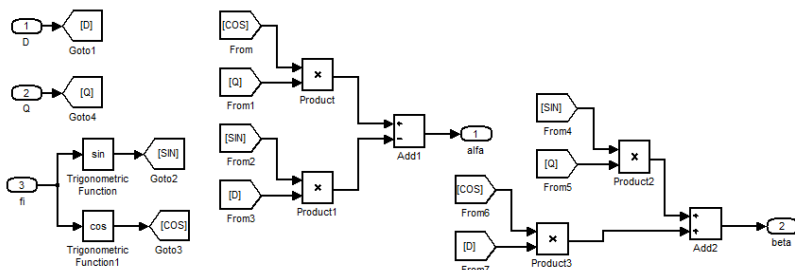 1
D
[D]
Goto1
2
Q
[Q]
Goto4
3
fi
sin
Trigonometric
Function
[SIN]
Goto2
cos
Trigonometric
Function1
[COS]
Goto3
[COS]
From
[Q]
From1
×
Product
[SIN]
From2
[D]
From3
×
Product1
+
−
Add1
1
alfa
[SIN]
From4
[Q]
From5
×
Product2
[COS]
From6
[D]
From7
×
Product3
+
+
Add2
2
beta